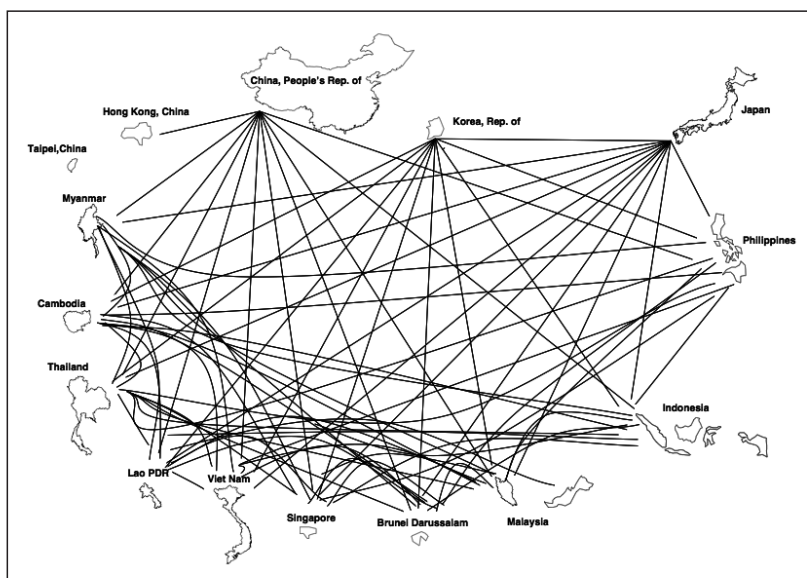 China, People's Rep. of
Hong Kong, China
Korea, Rep. of
Japan
Taipei,China
Myanmar
Philippines
Cambodia
Thailand
Indonesia
Lao PDR
Viet Nam
Singapore
Brunei Darussalam
Malaysia